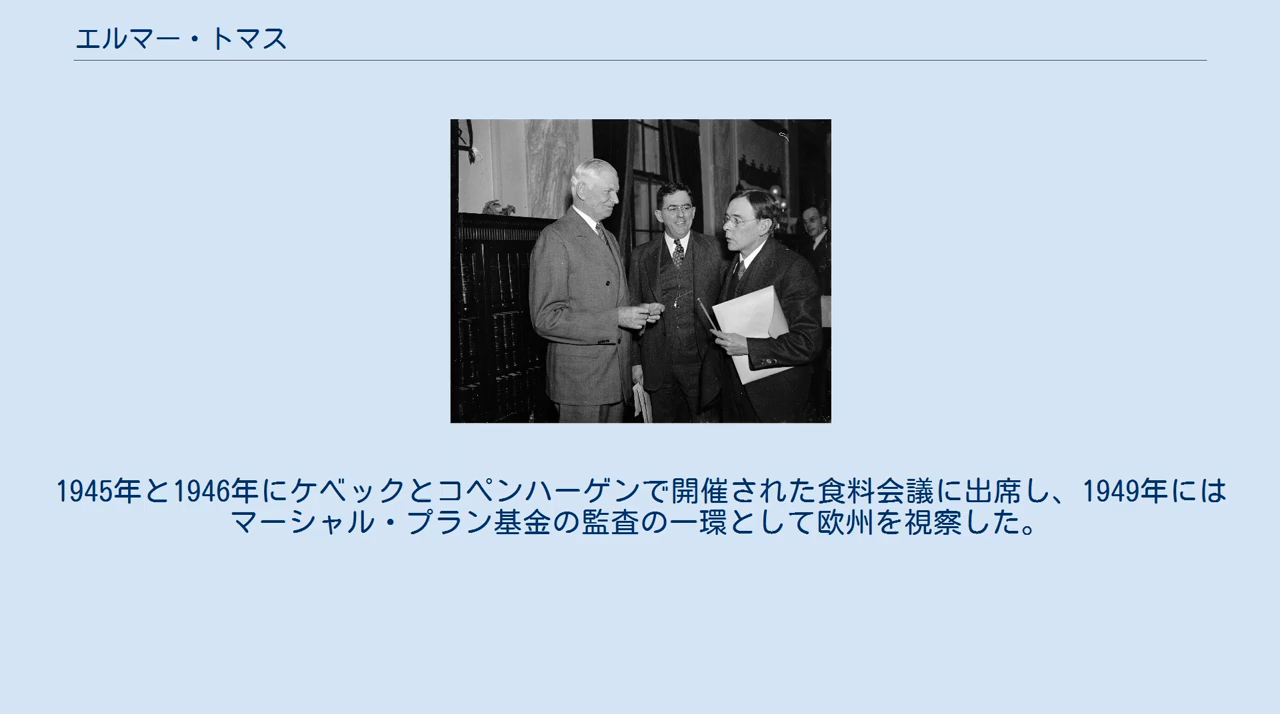 エルマー・トマス
1945年と1946年にケベックとコペンハーゲンで開催された食料会議に出席し、1949年には
マーシャル・プラン基金の監査の一環として欧州を視察した。